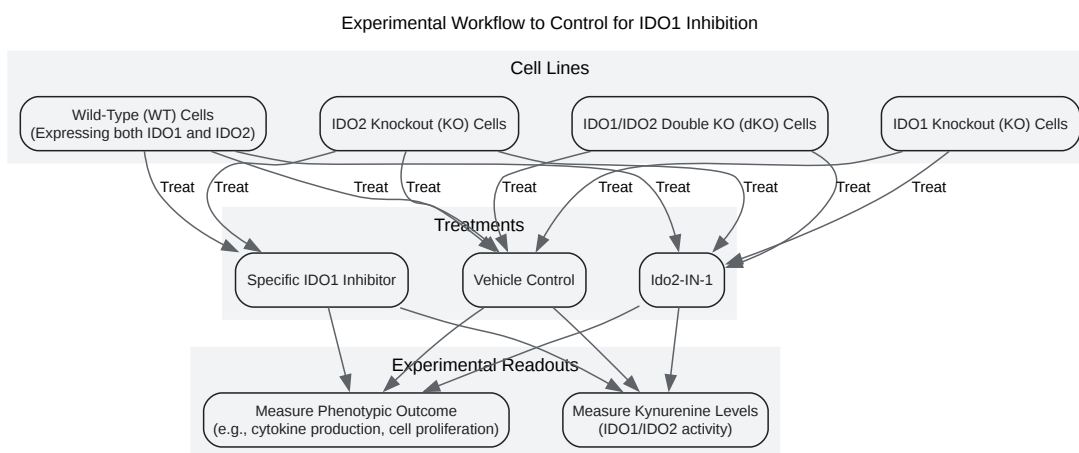 Experimental Workflow to Control for IDO1 Inhibition
Cell Lines
Wild-Type (WT) Cells
(Expressing both IDO1 and IDO2)
IDO2 Knockout (KO) Cells
IDO1/IDO2 Double KO (dKO) Cells
IDO1 Knockout (KO) Cells
Treat Treat Treat Treat Treat Treat Treat Treat Treat Treat
Treatments
Specific IDO1 Inhibitor
Vehicle Control
Ido2-IN-1
Experimental Readouts
Measure Phenotypic Outcome
(e.g., cytokine production, cell proliferation)
Measure Kynurenine Levels
(IDO1/IDO2 activity)